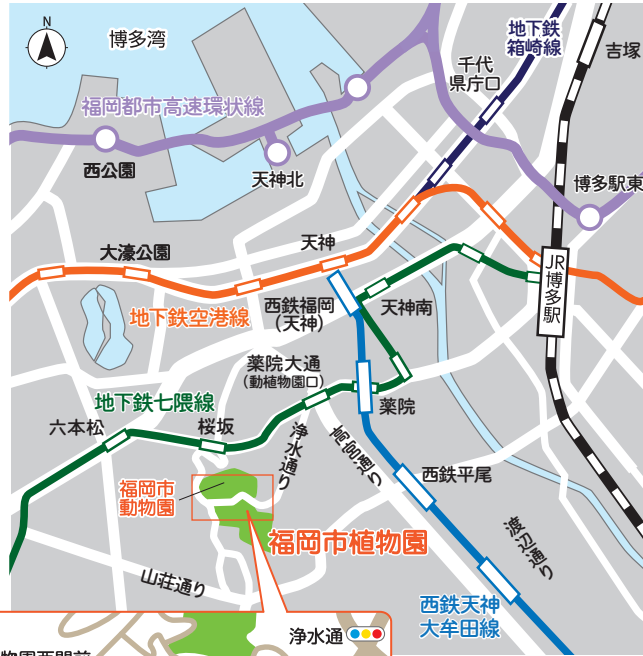 N
博多湾
地下鉄
箱崎線
吉塚
千代
県庁口
福岡都市高速環状線
西公園
天神北
博多駅東
大濠公園
天神
JR博多駅
地下鉄空港線
西鉄福岡
(天神)
天神南
薬院大通
(動植物園口)
地下鉄七隈線
薬院
六本松
桜坂
浄水通り
高宮通り
西鉄平尾
福岡市
動物園
福岡市植物園
渡辺通り
山荘通り
西鉄天神
大牟田線
浄水通